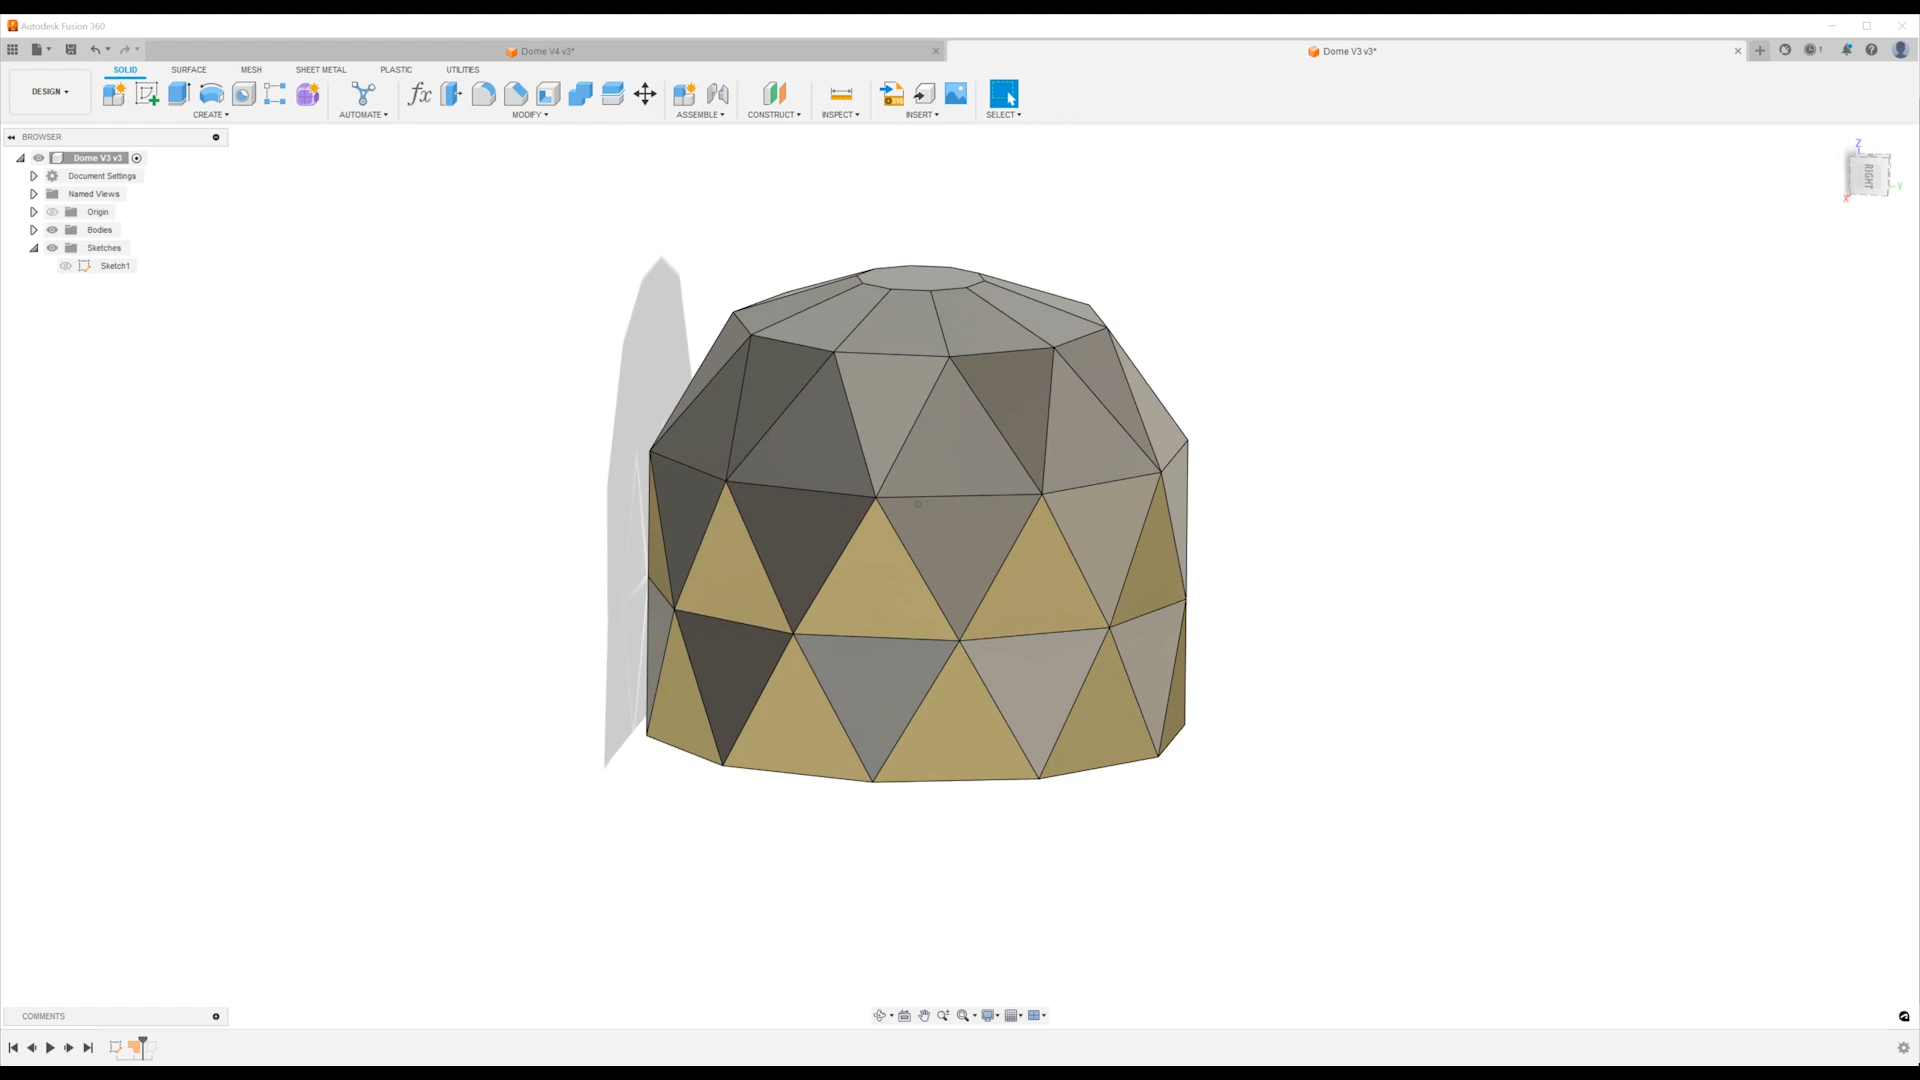 Autodesk Fusion 360
Dome V4 v3*
Dome V3 v3*
1
SOLID
SURFACE
MESH
SHEET METAL
PLASTIC
UTILITIES
DESIGN
fx
CREATE
AUTOMATE
MODIFY
ASSEMBLE
CONSTRUCT
INSPECT
INSERT
SELECT
BROWSER
Dome V3 v3
Document Settings
Named Views
Origin
Bodies
Sketches
Sketch1
Z
RIGHT
Y
X
COMMENTS